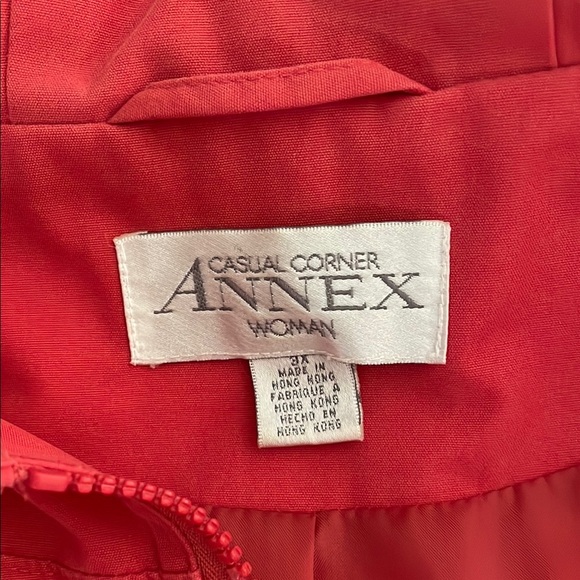 CASUAL CORNER
ANNEX
WOMAN
3X
MADE IN
HONG KONG
FABRIQUE A
HONG KONG
HECHO EN
HONG KONG